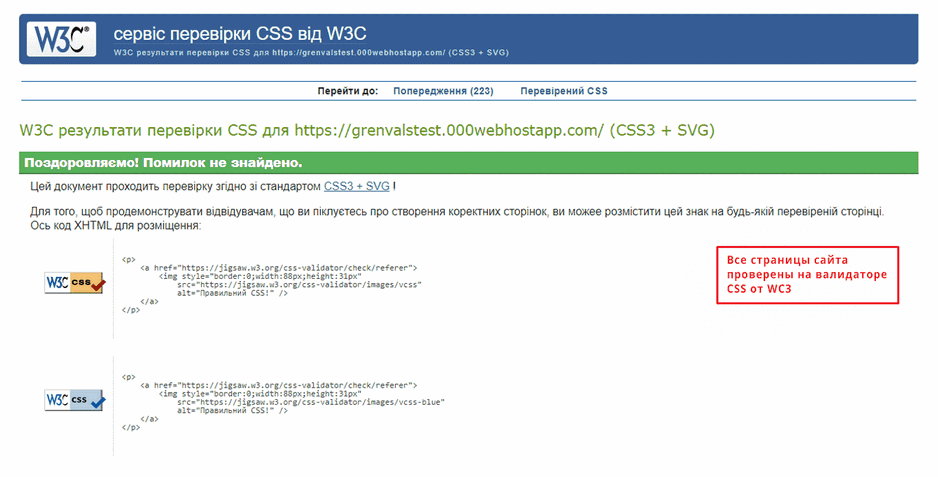 W3C®
сервіс перевірки CSS від W3C
W3C результати перевірки CSS для https://grenvalstest.000webhostapp.com/ (CSS3 + SVG)
Перейти до: Попередження (223) Перевірений CSS
W3C результати перевірки CSS для https://grenvalstest.000webhostapp.com/ (CSS3 + SVG)
Поздоровляємо! Помилок не знайдено.
Цей документ проходить перевірку згідно зі стандартом CSS3 + SVG !
Для того, щоб продемонструвати відвідувачам, що ви піклуєтесь про створення коректних сторінок, ви можее розмістити цей знак на будь-якій перевіреній сторінці.
Ось код XHTML для розміщення:
W3C css
<p>
<a href="https://jigsaw.w3.org/css-validator/check/referer">
<img style="border:0;width:88px;height:31px"
src="https://jigsaw.w3.org/css-validator/images/vcss"
alt="Правильний CSS!" />
</a>
</p>
Все страницы сайта
проверены на валидаторе
CSS от WC3
W3C css
<p>
<a href="https://jigsaw.w3.org/css-validator/check/referer">
<img style="border:0;width:88px;height:31px"
src="https://jigsaw.w3.org/css-validator/images/vcss-blue"
alt="Правильний CSS!" />
</a>
</p>